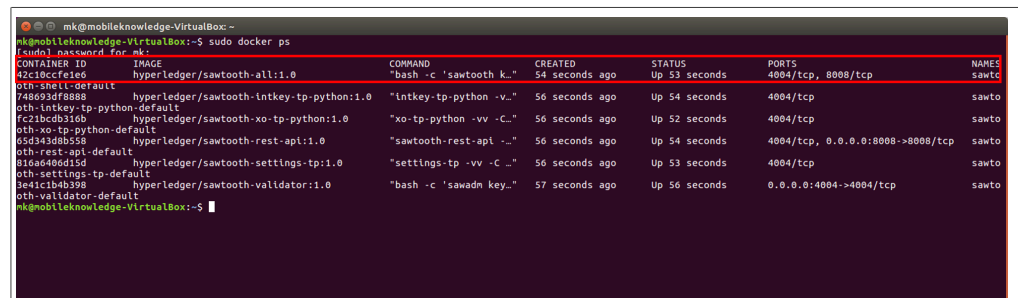 mk@mobileknowledge-VirtualBox: ~
mk@mobileknowledge-VirtualBox:~$ sudo docker ps
[sudo] password for mk:
CONTAINER ID IMAGE COMMAND CREATED STATUS PORTS NAMES
42c10ccfe1e6 hyperledger/sawtooth-all:1.0 "bash -c 'sawtooth k…" 54 seconds ago Up 53 seconds 4004/tcp, 8008/tcp sawto
oth-shell-default
748693df8888 hyperledger/sawtooth-intkey-tp-python:1.0 "intkey-tp-python -v…" 56 seconds ago Up 54 seconds 4004/tcp sawto
oth-intkey-tp-python-default
fc21bcdb316b hyperledger/sawtooth-xo-tp-python:1.0 "xo-tp-python -vv -C…" 56 seconds ago Up 52 seconds 4004/tcp sawto
oth-xo-tp-python-default
65d343d8b558 hyperledger/sawtooth-rest-api:1.0 "sawtooth-rest-api -…" 56 seconds ago Up 54 seconds 4004/tcp, 0.0.0.0:8008->8008/tcp sawto
oth-rest-api-default
816a6406d15d hyperledger/sawtooth-settings-tp:1.0 "settings-tp -vv -C …" 56 seconds ago Up 53 seconds 4004/tcp sawto
oth-settings-tp-default
3e41c1b4b398 hyperledger/sawtooth-validator:1.0 "bash -c 'sawadm key…" 57 seconds ago Up 56 seconds 0.0.0.0:4004->4004/tcp sawto
oth-validator-default
mk@mobileknowledge-VirtualBox:~$